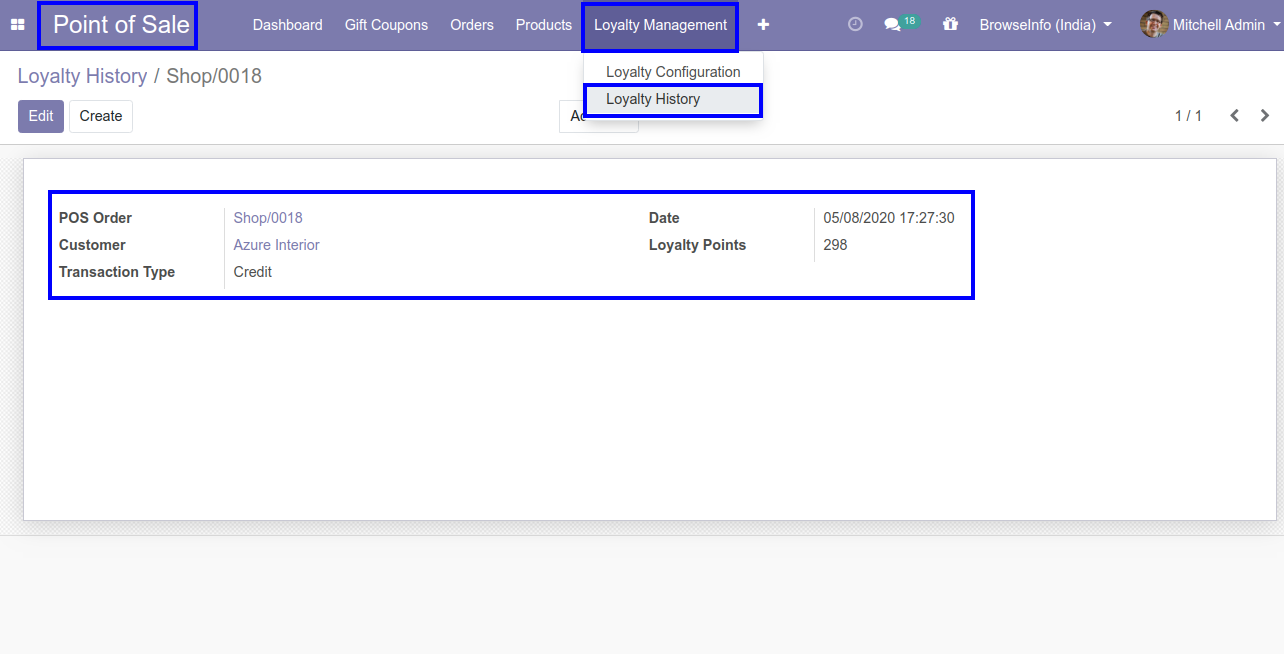 Point of Sale Dashboard Gift Coupons Orders Products Loyalty Management 18 BrowseInfo (India) Mitchell Admin
Loyalty History / Shop/0018
Loyalty Configuration
Loyalty History
Edit Create 1 / 1
POS Order Shop/0018 Date 05/08/2020 17:27:30
Customer Azure Interior Loyalty Points 298
Transaction Type Credit